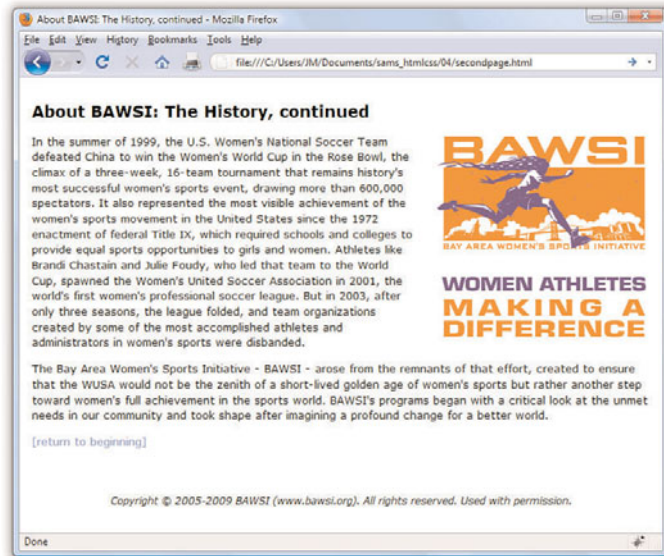 About BAWSI: The History, continued - Mozilla Firefox
File Edit View History Bookmarks Tools Help
file:///C:/Users/JM/Documents/sams_htmlcss/04/secondpage.html
About BAWSI: The History, continued
In the summer of 1999, the U.S. Women's National Soccer Team
defeated China to win the Women's World Cup in the Rose Bowl, the
climax of a three-week, 16-team tournament that remains history's
most successful women's sports event, drawing more than 600,000
spectators. It also represented the most visible achievement of the
women's sports movement in the United States since the 1972
enactment of federal Title IX, which required schools and colleges to
provide equal sports opportunities to girls and women. Athletes like
Brandi Chastain and Julie Foudy, who led that team to the World
Cup, spawned the Women's United Soccer Association in 2001, the
world's first women's professional soccer league. But in 2003, after
only three seasons, the league folded, and team organizations
created by some of the most accomplished athletes and
administrators in women's sports were disbanded.
BAWSI
BAY AREA WOMEN'S SPORTS INITIATIVE
WOMEN ATHLETES
MAKING A
DIFFERENCE
The Bay Area Women's Sports Initiative - BAWSI - arose from the remnants of that effort, created to ensure
that the WUSA would not be the zenith of a short-lived golden age of women's sports but rather another step
toward women's full achievement in the sports world. BAWSI's programs began with a critical look at the unmet
needs in our community and took shape after imagining a profound change for a better world.
[return to beginning]
Copyright © 2005-2009 BAWSI (www.bawsi.org). All rights reserved. Used with permission.
Done